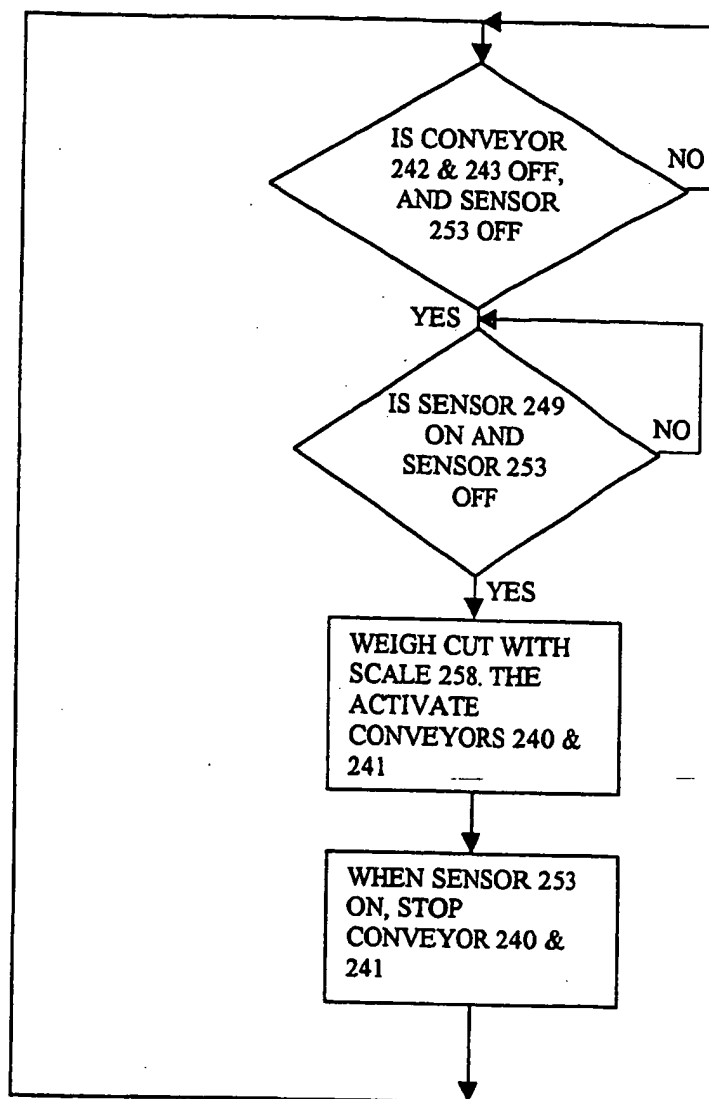 IS CONVEYOR
242 & 243 OFF,
AND SENSOR
253 OFF
NO
YES
IS SENSOR 249
ON AND
SENSOR 253
OFF
NO
YES
WEIGH CUT WITH
SCALE 258. THE
ACTIVATE
CONVEYORS 240 &
241
WHEN SENSOR 253
ON, STOP
CONVEYOR 240 &
241